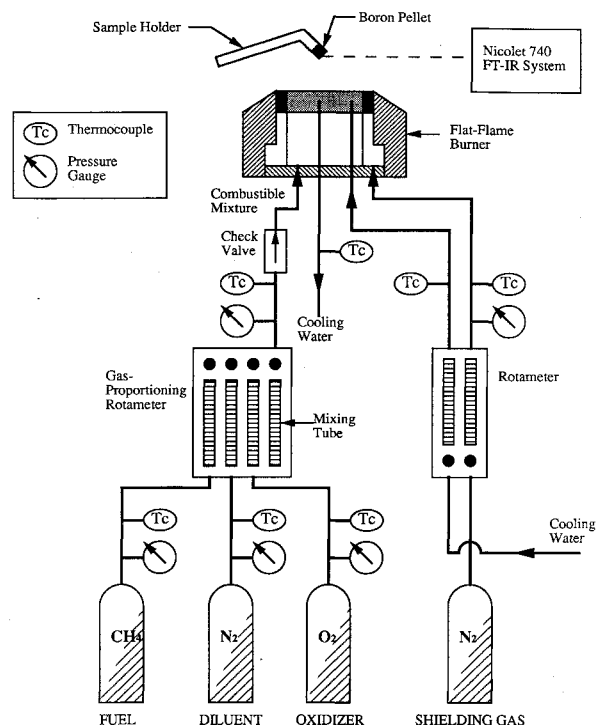 Boron Pellet
Sample Holder
Nicolet 740
FT-IR System
Tc Thermocouple
Pressure
Gauge
Flat-Flame
Burner
Combustible
Mixture
Check
Valve
Tc
Tc
Tc
Tc
Cooling
Water
Gas-
Proportioning
Rotameter
Mixing
Tube
Rotameter
Tc
Tc
Tc
Cooling
Water
CH4
N2
O2
N2
FUEL
DILUENT
OXIDIZER
SHIELDING GAS